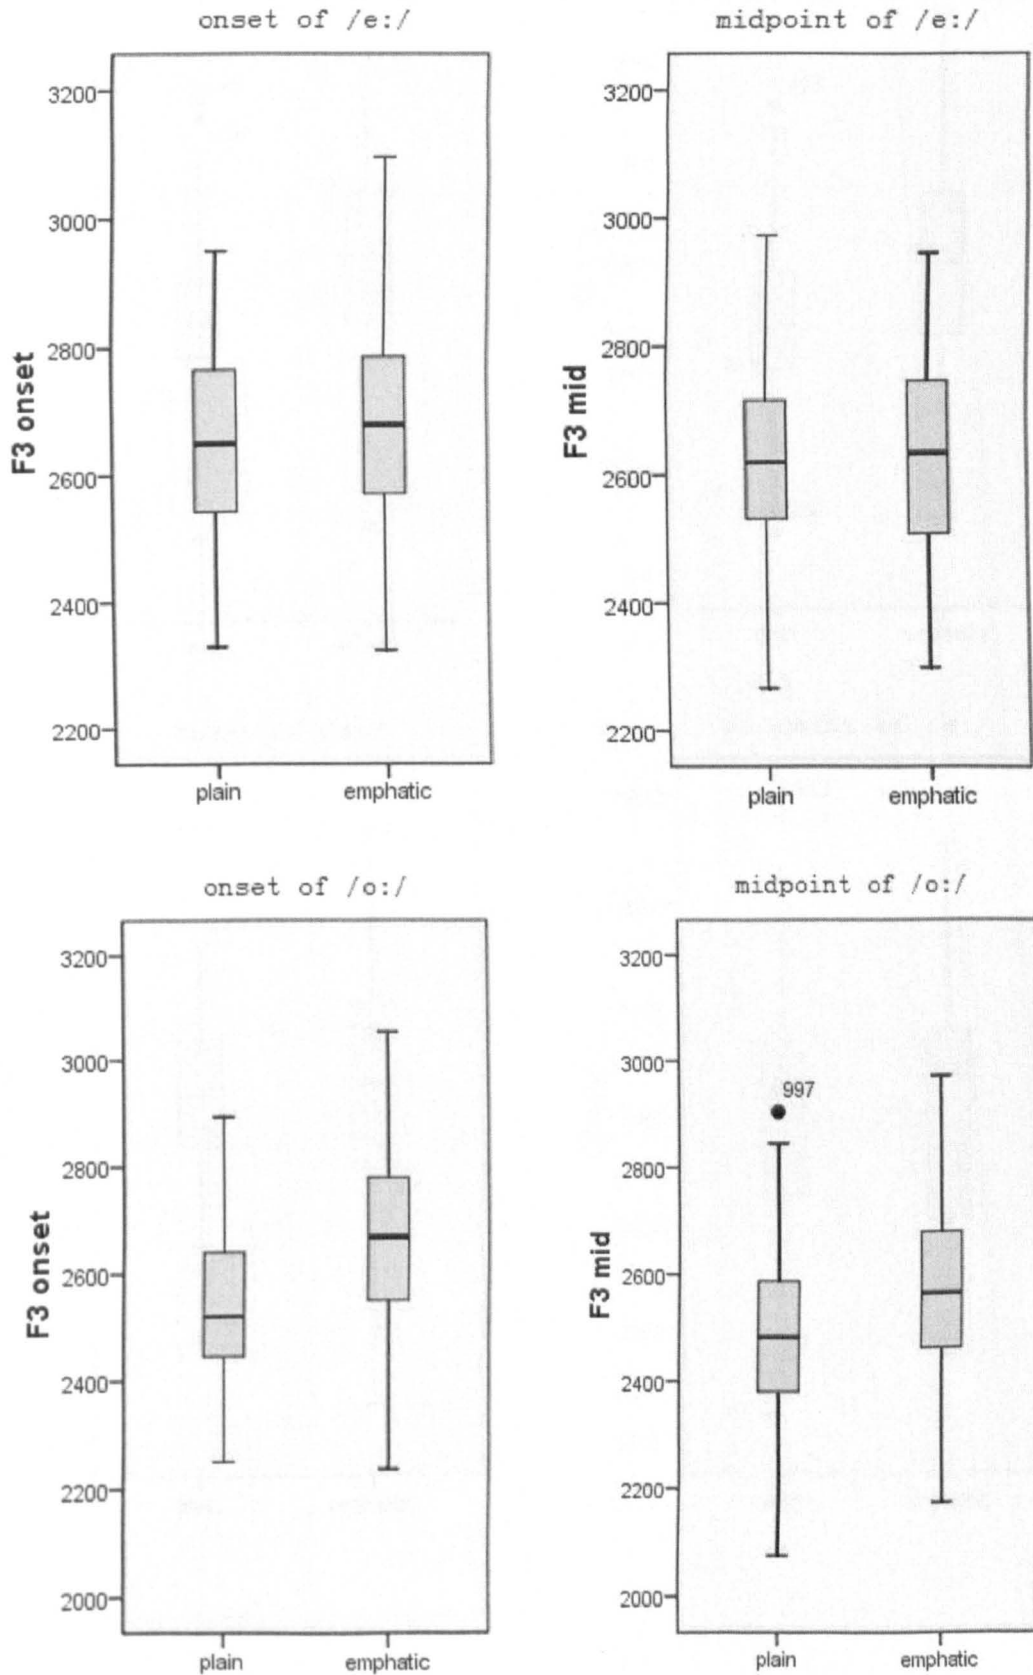 onset of /e:/
3200
3000
2800
2600
2400
2200
F3 onset
plain emphatic
midpoint of /e:/
3200
3000
2800
2600
2400
2200
F3 mid
plain emphatic
onset of /o:/
3200
3000
2800
2600
2400
2200
2000
F3 onset
plain emphatic
midpoint of /o:/
3200
3000
2800
2600
2400
2200
2000
F3 mid
997
plain emphatic